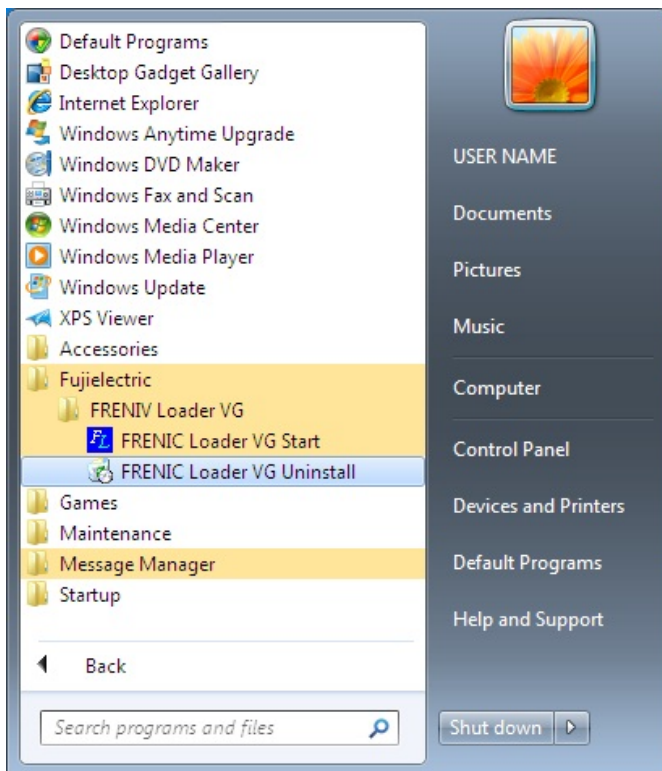 Default Programs
Desktop Gadget Gallery
Internet Explorer
Windows Anytime Upgrade
Windows DVD Maker
Windows Fax and Scan
Windows Media Center
Windows Media Player
Windows Update
XPS Viewer
Accessories
Fujielectric
FRENIV Loader VG
FL FRENIC Loader VG Start
FRENIC Loader VG Uninstall
Games
Maintenance
Message Manager
Startup
Back
Search programs and files
USER NAME
Documents
Pictures
Music
Computer
Control Panel
Devices and Printers
Default Programs
Help and Support
Shut down